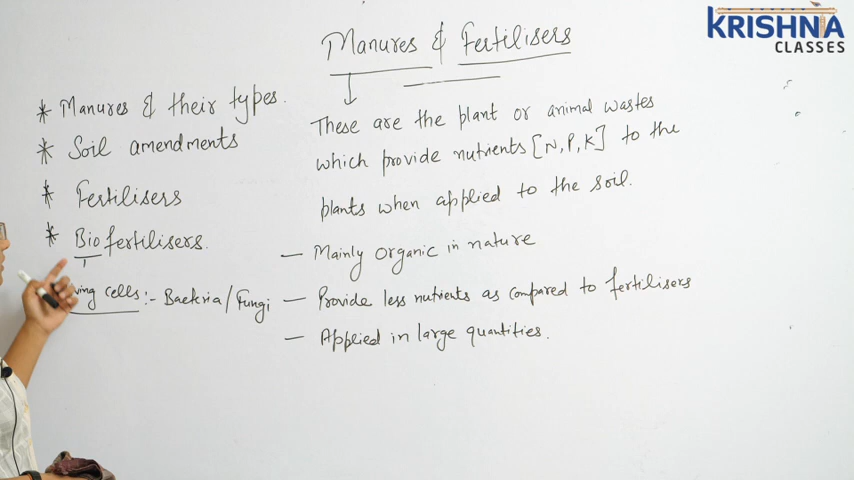 KRISHNA
CLASSES
Manures & Fertilisers
* Manures & their types.
* Soil amendments
* Fertilisers
* Biofertilisers.
cells :- Bacteria/Fungi
These are the plant or animal wastes
which provide nutrients [N, P, K] to the
plants when applied to the soil.
— Mainly organic in nature
— Provide less nutrients as compared to fertilisers
— Applied in large quantities.